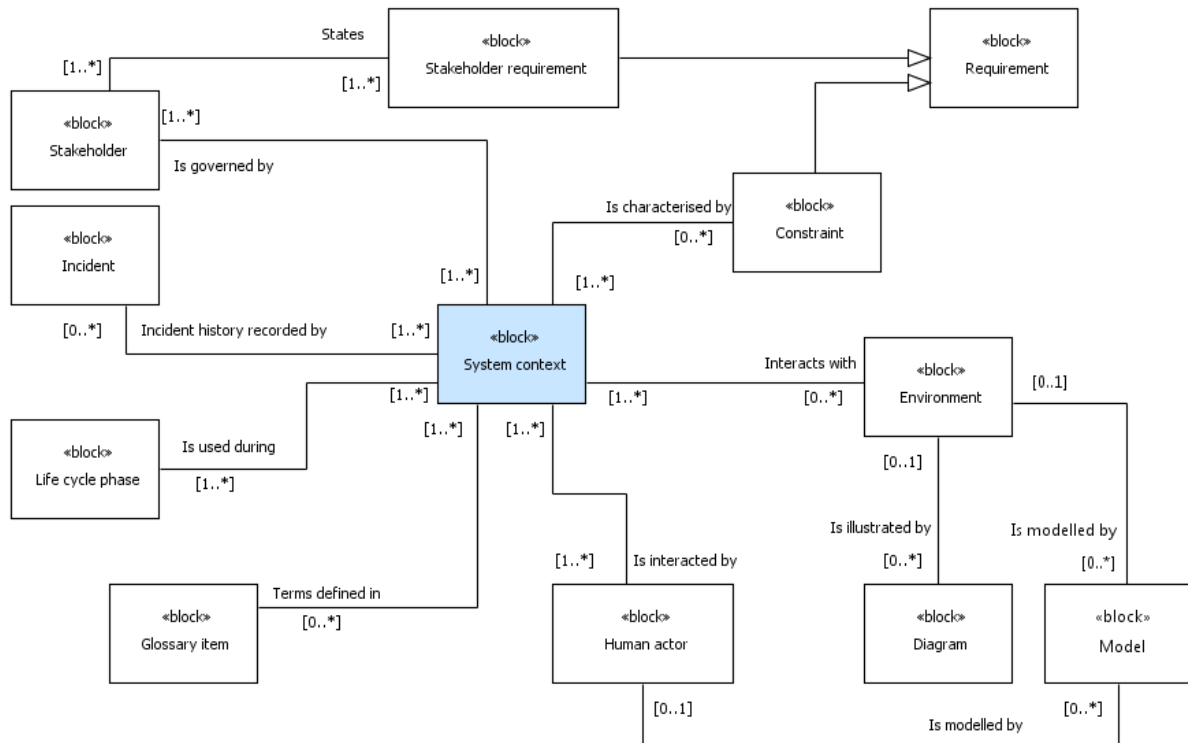 States
«block»
Stakeholder requirement
«block»
Requirement
[1..*]
[1..*]
«block»
Stakeholder
[1..*]
Is governed by
«block»
Constraint
Is characterised by
[0..*]
«block»
Incident
[1..*]
[1..*]
[0..*]
Incident history recorded by
[1..*]
«block»
System context
Interacts with
«block»
Environment
[0..1]
[1..*]
[1..*]
[0..*]
[1..*]
[1..*]
«block»
Life cycle phase
Is used during
[1..*]
[0..1]
Is illustrated by
[0..*]
Is modelled by
[0..*]
[1..*]
Is interacted by
«block»
Glossary item
Terms defined in
[0..*]
«block»
Human actor
«block»
Diagram
«block»
Model
[0..1]
Is modelled by
[0..*]